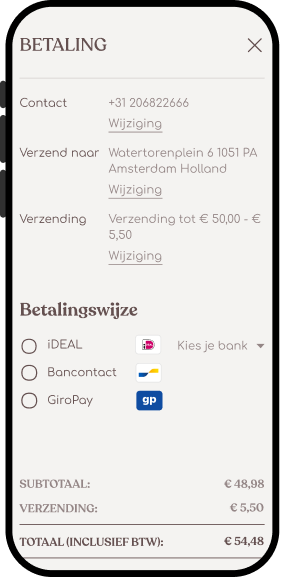 BETALING
Contact +31 206822666
Wijziging
Verzend naar Watertorenplein 6 1051 PA
Amsterdam Holland
Wijziging
Verzending Verzending tot € 50,00 - €
5,50
Wijziging
Betalingswijze
iDEAL Kies je bank
Bancontact
GiroPay gp
SUBTOTAAL: € 48,98
VERZENDING: € 5,50
TOTAAL (INCLUSIEF BTW): € 54,48